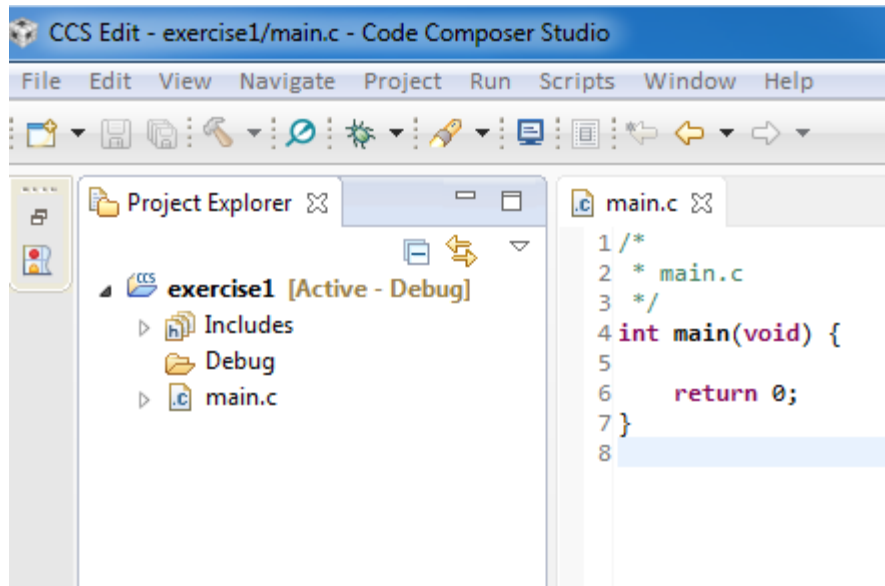 CCS Edit - exercise1/main.c - Code Composer Studio
File Edit View Navigate Project Run Scripts Window Help
Project Explorer
exercise1 [Active - Debug]
Includes
Debug
main.c
main.c
1 /*
2  * main.c
3  */
4 int main(void) {
5
6     return 0;
7 }
8